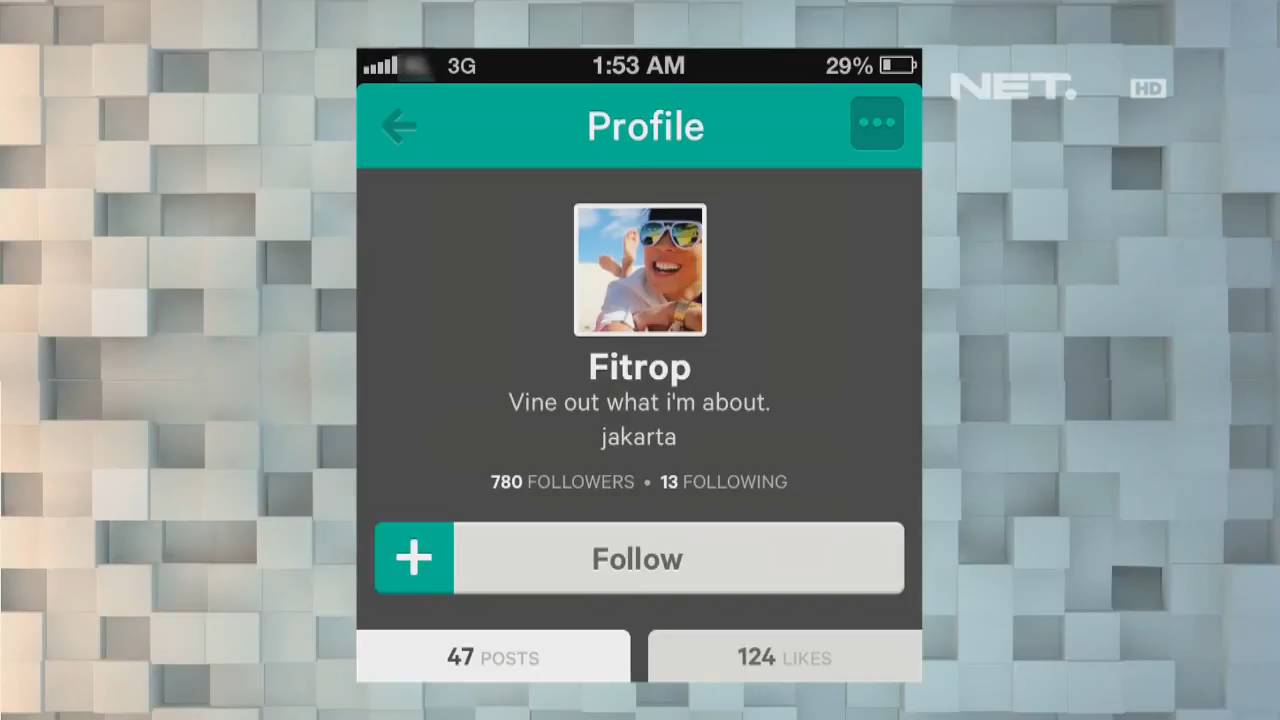 3G 1:53 AM 29%
NET. HD
Profile
Fitrop
Vine out what i'm about.
jakarta
780 FOLLOWERS • 13 FOLLOWING
Follow
47 POSTS 124 LIKES